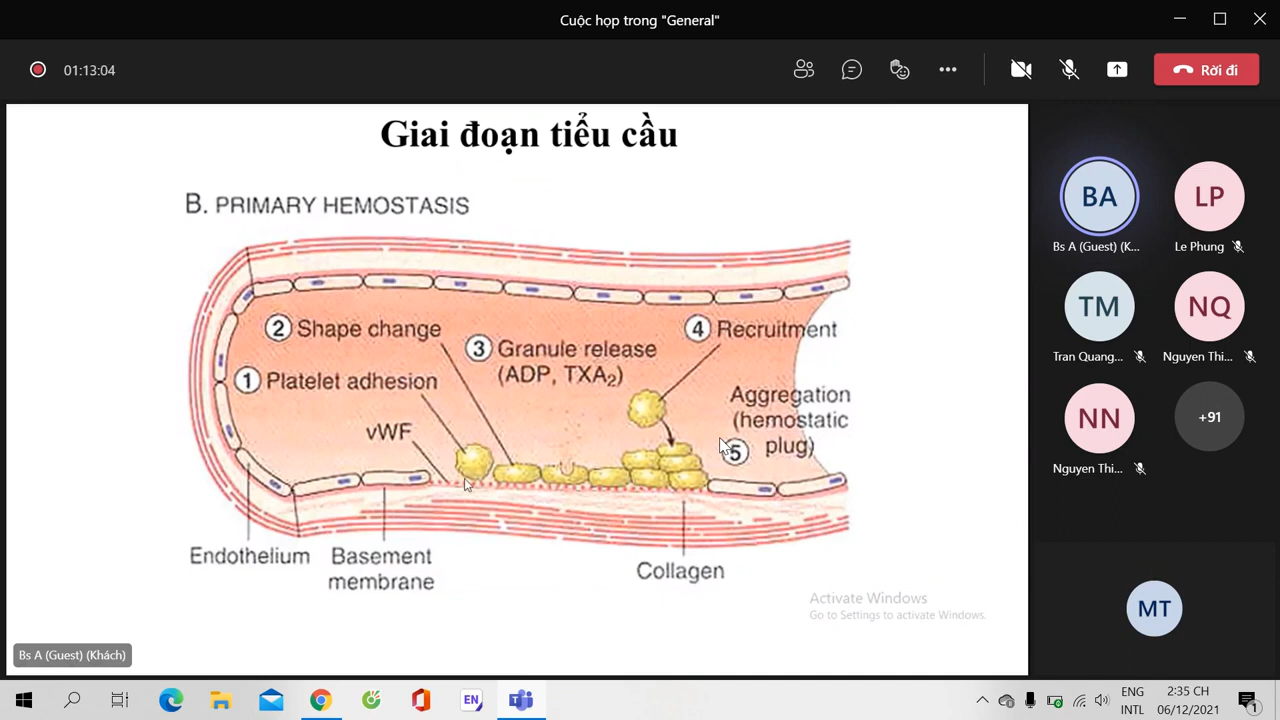 Cuộc họp trong "General"
01:13:04
Rời đi
Giai đoạn tiểu cầu
B. PRIMARY HEMOSTASIS
2 Shape change
3 Granule release
(ADP, TXA₂)
4 Recruitment
1 Platelet adhesion
vWF
Aggregation
(hemostatic
5 plug)
Endothelium
Basement
membrane
Collagen
Activate Windows
Go to Settings to activate Windows.
Bs A (Guest) (Khách)
BA
Bs A (Guest) (K...
LP
Le Phung
TM
Tran Quang...
NQ
Nguyen Thi...
NN
Nguyen Thi...
+91
MT
EN
ENG
INTL
2:35 CH
06/12/2021
1